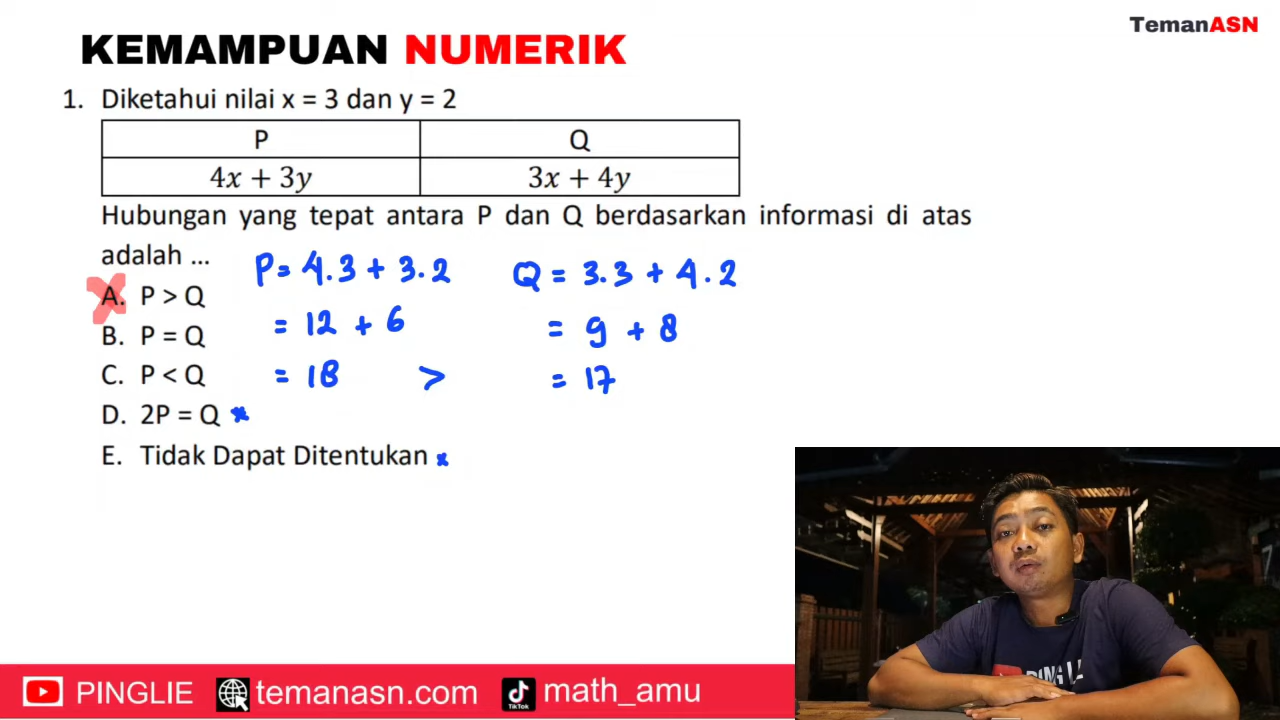 TemanASN
KEMAMPUAN NUMERIK
1. Diketahui nilai x = 3 dan y = 2
P Q
4x + 3y 3x + 4y
Hubungan yang tepat antara P dan Q berdasarkan informasi di atas
adalah ...
P = 4.3 + 3.2 Q = 3.3 + 4.2
A. P > Q
= 12 + 6 = 9 + 8
B. P = Q
C. P < Q = 18 > = 17
D. 2P = Q ×
E. Tidak Dapat Ditentukan ×
PINGLIE temanasn.com TikTok math_amu